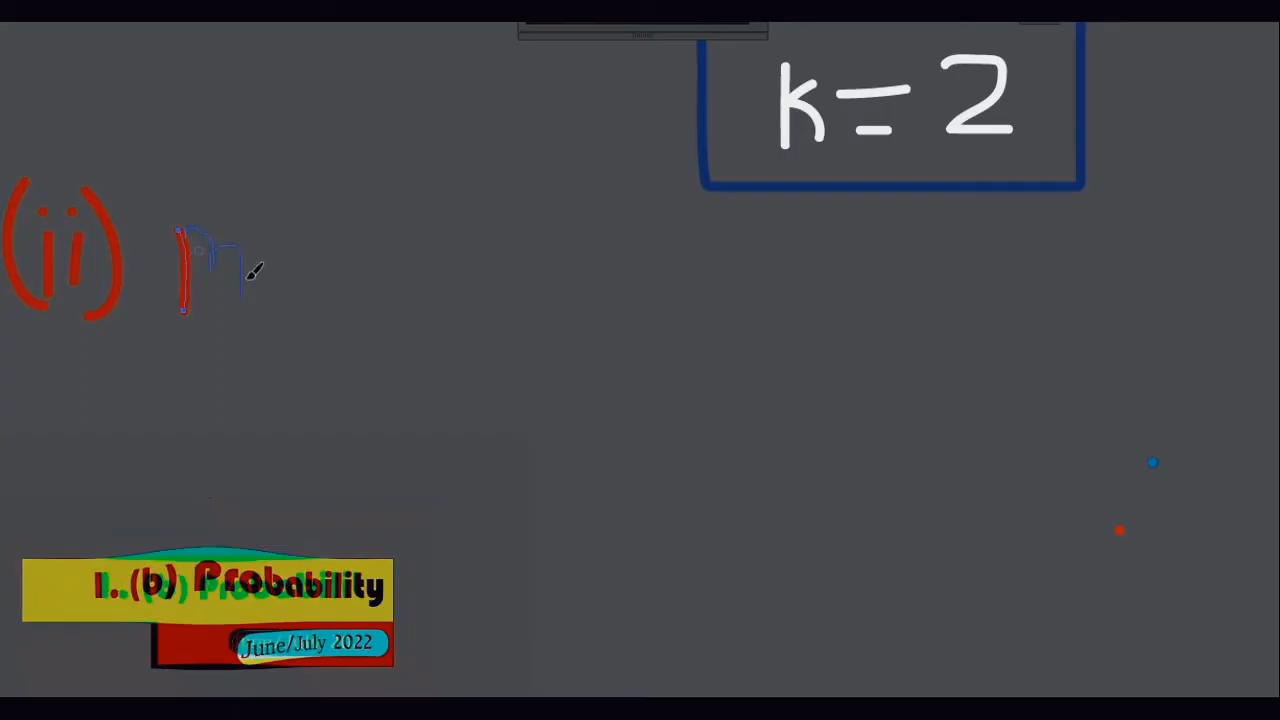 k = 2
(ii) m
1..(b) Probability
June/July 2022